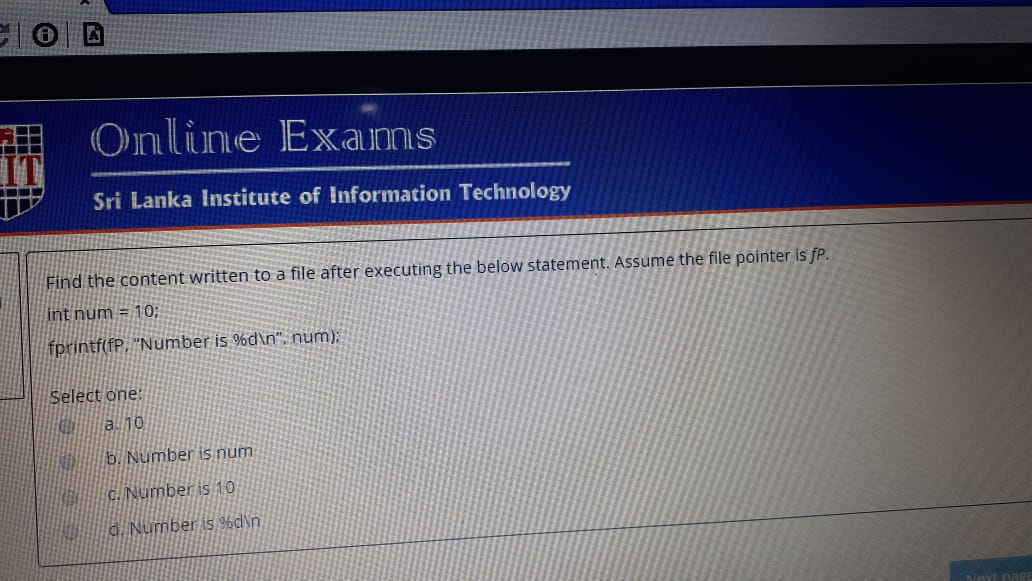 IT
Online Exams
Sri Lanka Institute of Information Technology
Find the content written to a file after executing the below statement. Assume the file pointer is fP.
int num = 10;
fprintf(fP, "Number is %d\n", num);
Select one:
a. 10
b. Number is num
c. Number is 10
d. Number is %d\n